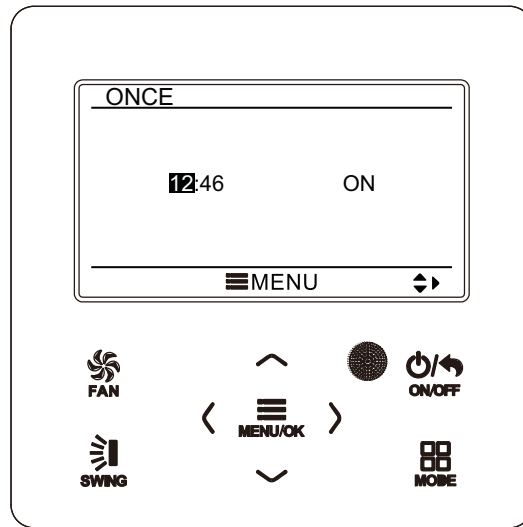 ONCE
12:46 ON
MENU
FAN
ON/OFF
MENU/OK
SWING
MODE